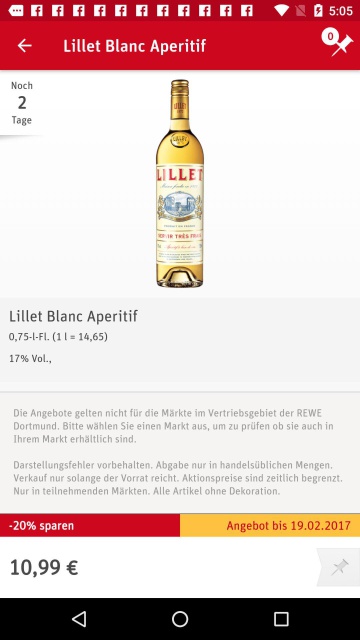 5:05
Lillet Blanc Aperitif
0
Noch
2
Tage
LILLET
Lillet Blanc Aperitif
0,75-l-Fl. (1 l = 14,65)
17% Vol.,
Die Angebote gelten nicht für die Märkte im Vertriebsgebiet der REWE
Dortmund. Bitte wählen Sie einen Markt aus, um zu prüfen ob sie auch in
Ihrem Markt erhältlich sind.
Darstellungsfehler vorbehalten. Abgabe nur in handelsüblichen Mengen.
Verkauf nur solange der Vorrat reicht. Aktionspreise sind zeitlich begrenzt.
Nur in teilnehmenden Märkten. Alle Artikel ohne Dekoration.
-20% sparen
Angebot bis 19.02.2017
10,99 €